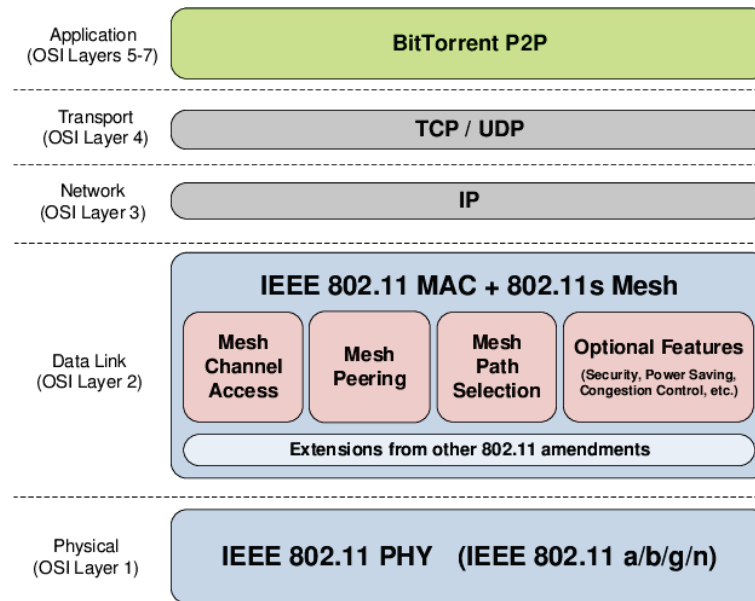 Application
(OSI Layers 5-7)
BitTorrent P2P
Transport
(OSI Layer 4)
TCP / UDP
Network
(OSI Layer 3)
IP
Data Link
(OSI Layer 2)
IEEE 802.11 MAC + 802.11s Mesh
Mesh
Channel
Access
Mesh
Peering
Mesh
Path
Selection
Optional Features
(Security, Power Saving,
Congestion Control, etc.)
Extensions from other 802.11 amendments
Physical
(OSI Layer 1)
IEEE 802.11 PHY (IEEE 802.11 a/b/g/n)